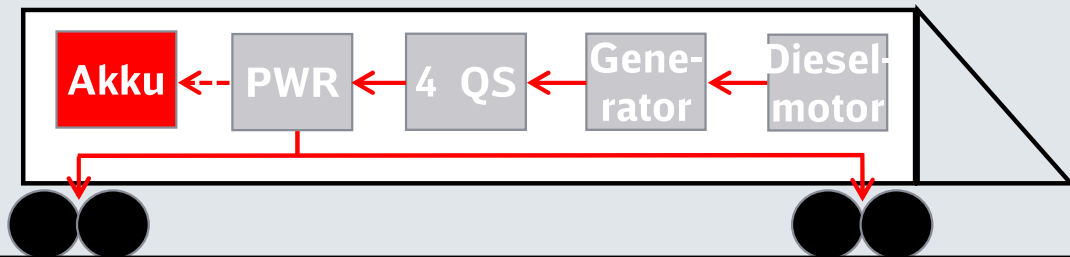 Akku
PWR
4 QS
Gene-
rator
Diesel-
motor